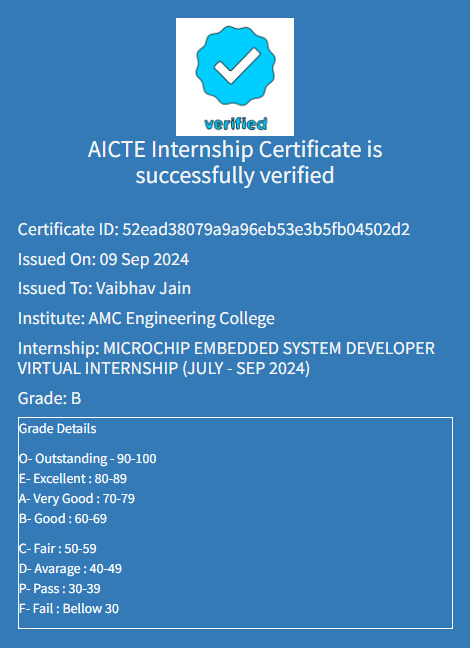 verified
AICTE Internship Certificate is
successfully verified
Certificate ID: 52ead38079a9a96eb53e3b5fb04502d2
Issued On: 09 Sep 2024
Issued To: Vaibhav Jain
Institute: AMC Engineering College
Internship: MICROCHIP EMBEDDED SYSTEM DEVELOPER
VIRTUAL INTERNSHIP (JULY - SEP 2024)
Grade: B
Grade Details
O- Outstanding - 90-100
E- Excellent : 80-89
A- Very Good : 70-79
B- Good : 60-69
C- Fair : 50-59
D- Avarage : 40-49
P- Pass : 30-39
F- Fail : Bellow 30